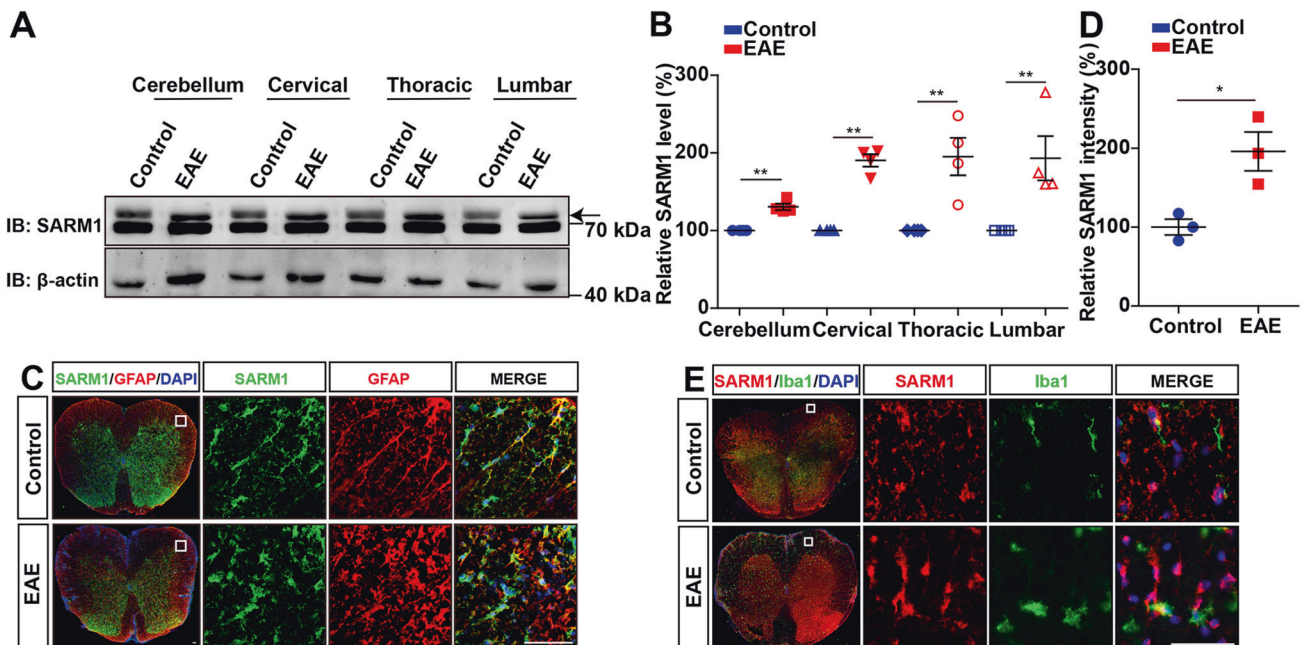 A
Cerebellum Cervical Thoracic Lumbar
Control EAE Control EAE Control EAE Control EAE
IB: SARM1
70 kDa
IB: β-actin
40 kDa
B
Control
EAE
Relative SARM1 level (%)
300
200
100
0
** ** ** **
Cerebellum Cervical Thoracic Lumbar
D
Control
EAE
Relative SARM1 intensity (%)
300
200
100
0
*
Control EAE
C
SARM1/GFAP/DAPI SARM1 GFAP MERGE
Control
EAE
E
SARM1/Iba1/DAPI SARM1 Iba1 MERGE
Control
EAE